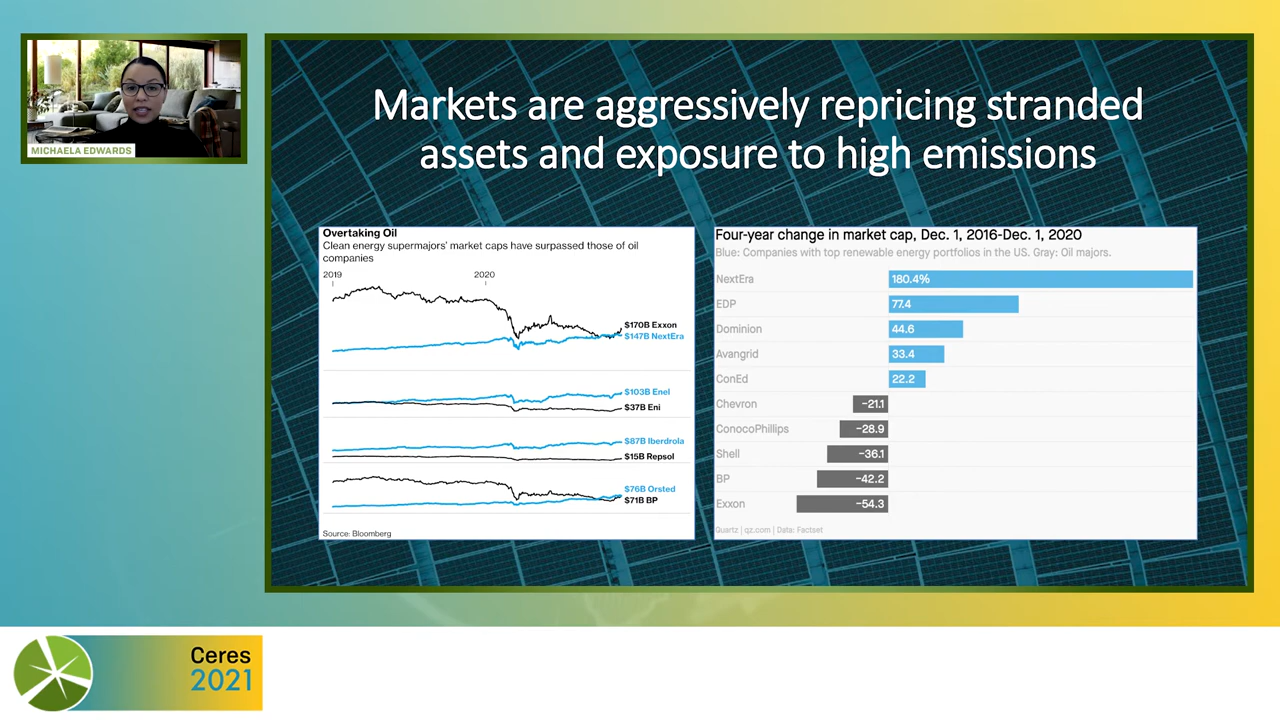 MICHAELA EDWARDS
Markets are aggressively repricing stranded
assets and exposure to high emissions
Overtaking Oil
Clean energy supermajors' market caps have surpassed those of oil
companies
2019 2020
$170B Exxon
$147B NextEra
$103B Enel
$37B Eni
$87B Iberdrola
$15B Repsol
$76B Orsted
$71B BP
Source: Bloomberg
Four-year change in market cap, Dec. 1, 2016-Dec. 1, 2020
Blue: Companies with top renewable energy portfolios in the US. Gray: Oil majors.
NextEra 180.4%
EDP 77.4
Dominion 44.6
Avangrid 33.4
ConEd 22.2
Chevron −21.1
ConocoPhillips −28.9
Shell −36.1
BP −42.2
Exxon −54.3
Quartz | qz.com | Data: Factset
Ceres
2021